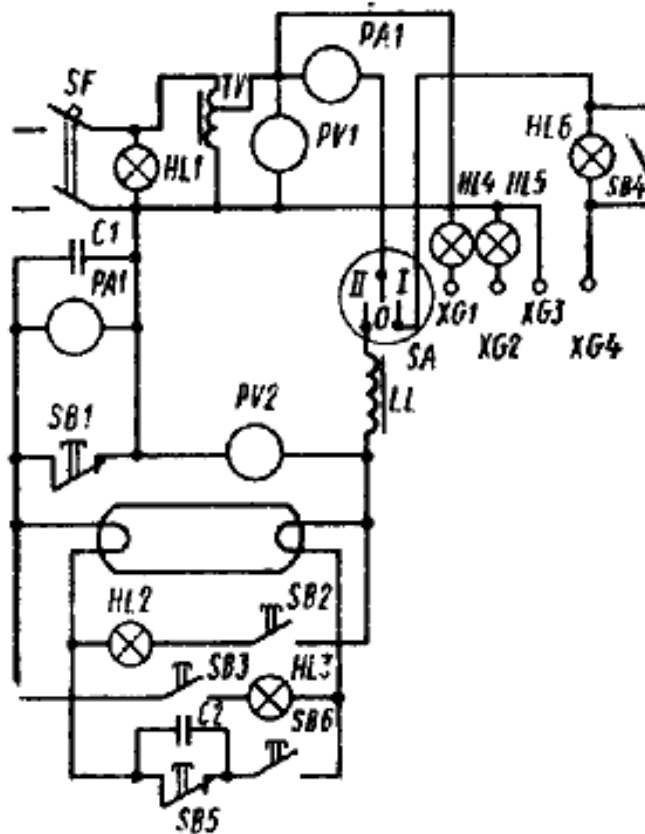 PA1
SF
TV
PV1
HL1
HL6
SB4
HL4 HL5
C1
PA1
II I
0
XG1
XG3
SA
XG2
XG4
LL
PV2
SB1
HL2
SB2
SB3
HL3
C2
SB6
SB5